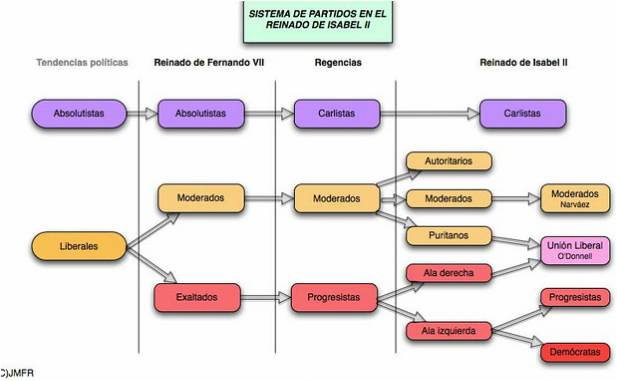 SISTEMA DE PARTIDOS EN EL
REINADO DE ISABEL II
Tendencias políticas
Reinado de Fernando VII
Regencias
Reinado de Isabel II
Absolutistas
Absolutistas
Carlistas
Carlistas
Autoritarios
Moderados
Moderados
Moderados
Moderados
Narváez
Puritanos
Liberales
Unión Liberal
O'Donnell
Ala derecha
Exaltados
Progresistas
Progresistas
Ala izquierda
Demócratas
C)JMFR